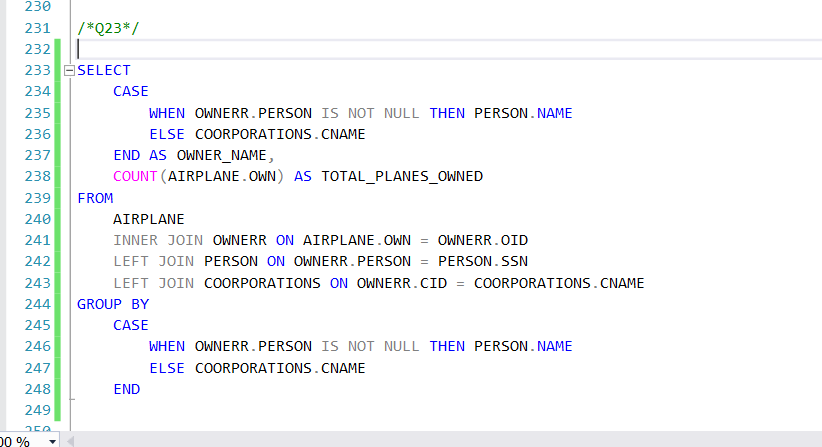 230
231 /*Q23*/
232
233 SELECT
234     CASE
235         WHEN OWNERR.PERSON IS NOT NULL THEN PERSON.NAME
236         ELSE COORPORATIONS.CNAME
237     END AS OWNER_NAME,
238     COUNT(AIRPLANE.OWN) AS TOTAL_PLANES_OWNED
239 FROM
240     AIRPLANE
241     INNER JOIN OWNERR ON AIRPLANE.OWN = OWNERR.OID
242     LEFT JOIN PERSON ON OWNERR.PERSON = PERSON.SSN
243     LEFT JOIN COORPORATIONS ON OWNERR.CID = COORPORATIONS.CNAME
244 GROUP BY
245     CASE
246         WHEN OWNERR.PERSON IS NOT NULL THEN PERSON.NAME
247         ELSE COORPORATIONS.CNAME
248     END
249
250
00 %